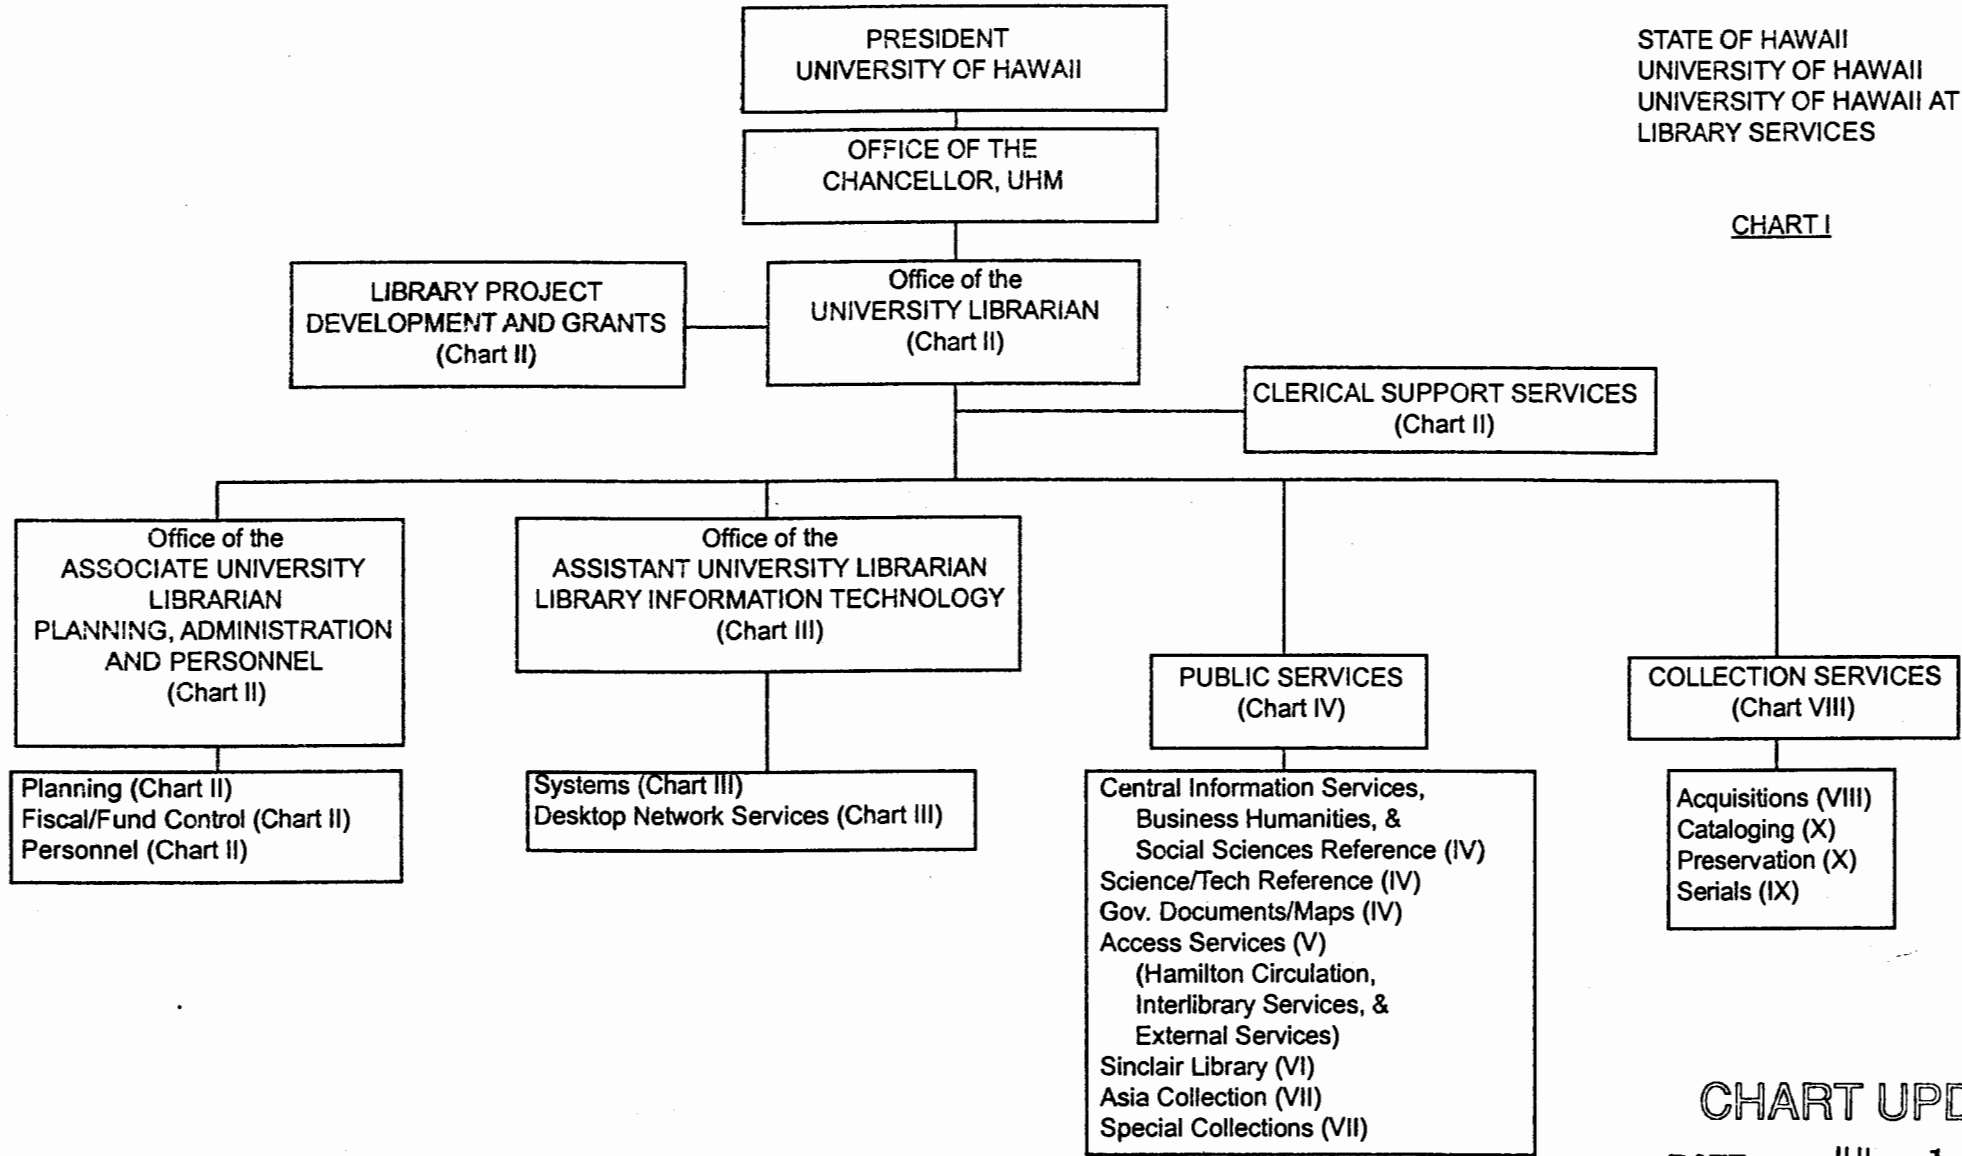 PRESIDENT
UNIVERSITY OF HAWAII
STATE OF HAWAII
UNIVERSITY OF HAWAII
UNIVERSITY OF HAWAII AT
LIBRARY SERVICES
OFFICE OF THE
CHANCELLOR, UHM
CHART I
LIBRARY PROJECT
DEVELOPMENT AND GRANTS
(Chart II)
Office of the
UNIVERSITY LIBRARIAN
(Chart II)
CLERICAL SUPPORT SERVICES
(Chart II)
Office of the
ASSOCIATE UNIVERSITY
LIBRARIAN
PLANNING, ADMINISTRATION
AND PERSONNEL
(Chart II)
Office of the
ASSISTANT UNIVERSITY LIBRARIAN
LIBRARY INFORMATION TECHNOLOGY
(Chart III)
PUBLIC SERVICES
(Chart IV)
COLLECTION SERVICES
(Chart VIII)
Planning (Chart II)
Fiscal/Fund Control (Chart II)
Personnel (Chart II)
Systems (Chart III)
Desktop Network Services (Chart III)
Central Information Services,
Business Humanities, &
Social Sciences Reference (IV)
Science/Tech Reference (IV)
Gov. Documents/Maps (IV)
Access Services (V)
(Hamilton Circulation,
Interlibrary Services, &
External Services)
Sinclair Library (VI)
Asia Collection (VII)
Special Collections (VII)
Acquisitions (VIII)
Cataloging (X)
Preservation (X)
Serials (IX)
CHART UPD